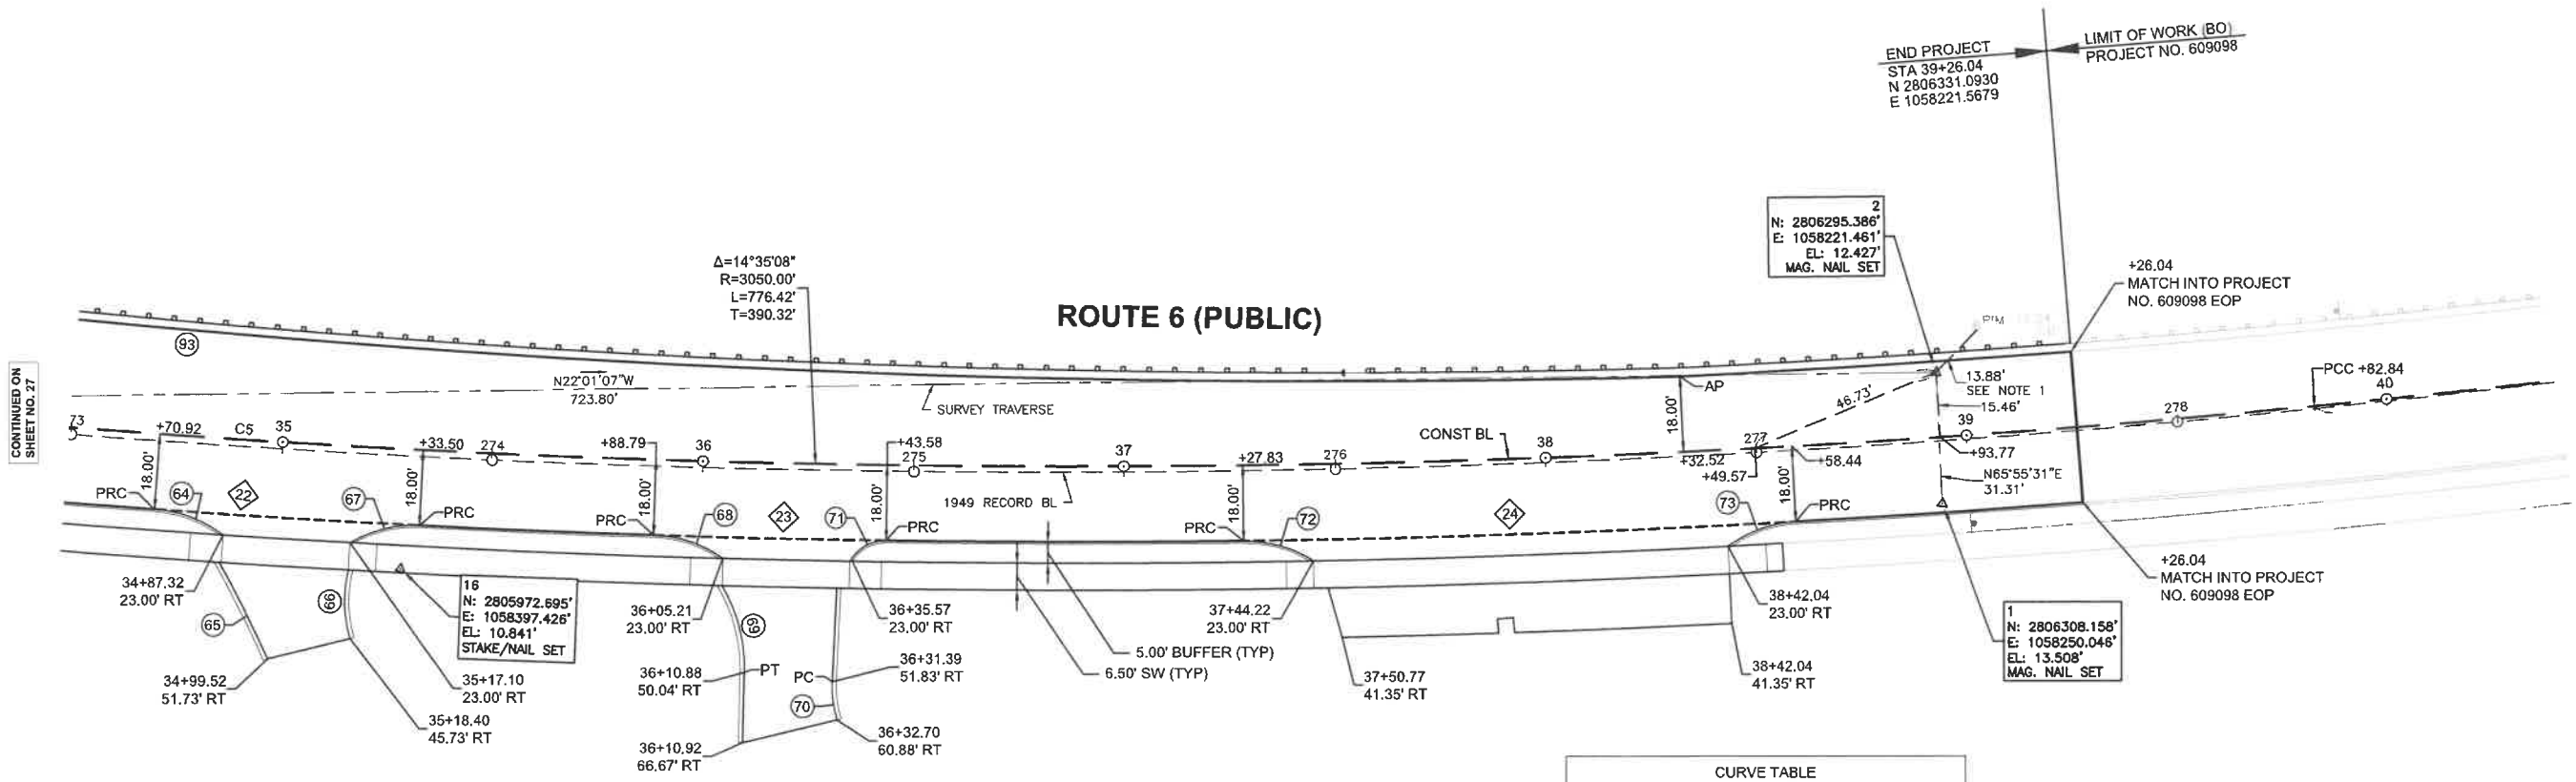 END PROJECT
STA 39+26.04
N 2806331.0930
E 1058221.5679
LIMIT OF WORK (BO)
PROJECT NO. 609098
2
N: 2806295.386'
E: 1058221.461'
EL: 12.427'
MAG. NAIL SET
+26.04
MATCH INTO PROJECT
NO. 609098 EOP
Δ=14°35'08"
R=3050.00'
L=776.42'
T=390.32'
ROUTE 6 (PUBLIC)
CONTINUED ON
SHEET NO. 27
93
N22°01'07"W
723.80'
SURVEY TRAVERSE
AP
13.88'
SEE NOTE 1
15.46'
46.73'
PCC +82.84
40
278
73
+70.92
C5
35
+33.50
274
+88.79
36
+43.58
275
37
+27.83
276
CONST BL
38
+32.52
277
+49.57
+58.44
39
+93.77
N65°55'31"E
31.31'
18.00'
18.00'
18.00'
18.00'
18.00'
18.00'
18.00'
1949 RECORD BL
PRC
64
22
67
PRC
PRC
68
23
71
PRC
PRC
72
24
73
PRC
34+87.32
23.00' RT
65
66
16
N: 2805972.695'
E: 1058397.426'
EL: 10.841'
STAKE/NAIL SET
36+05.21
23.00' RT
69
36+35.57
23.00' RT
37+44.22
23.00' RT
38+42.04
23.00' RT
+26.04
MATCH INTO PROJECT
NO. 609098 EOP
1
N: 2806308.158'
E: 1058250.046'
EL: 13.508'
MAG. NAIL SET
34+99.52
51.73' RT
35+17.10
23.00' RT
35+18.40
45.73' RT
36+10.88
50.04' RT
PT
PC
36+31.39
51.83' RT
70
5.00' BUFFER (TYP)
6.50' SW (TYP)
37+50.77
41.35' RT
38+42.04
41.35' RT
36+10.92
66.67' RT
36+32.70
60.88' RT
CURVE TABLE